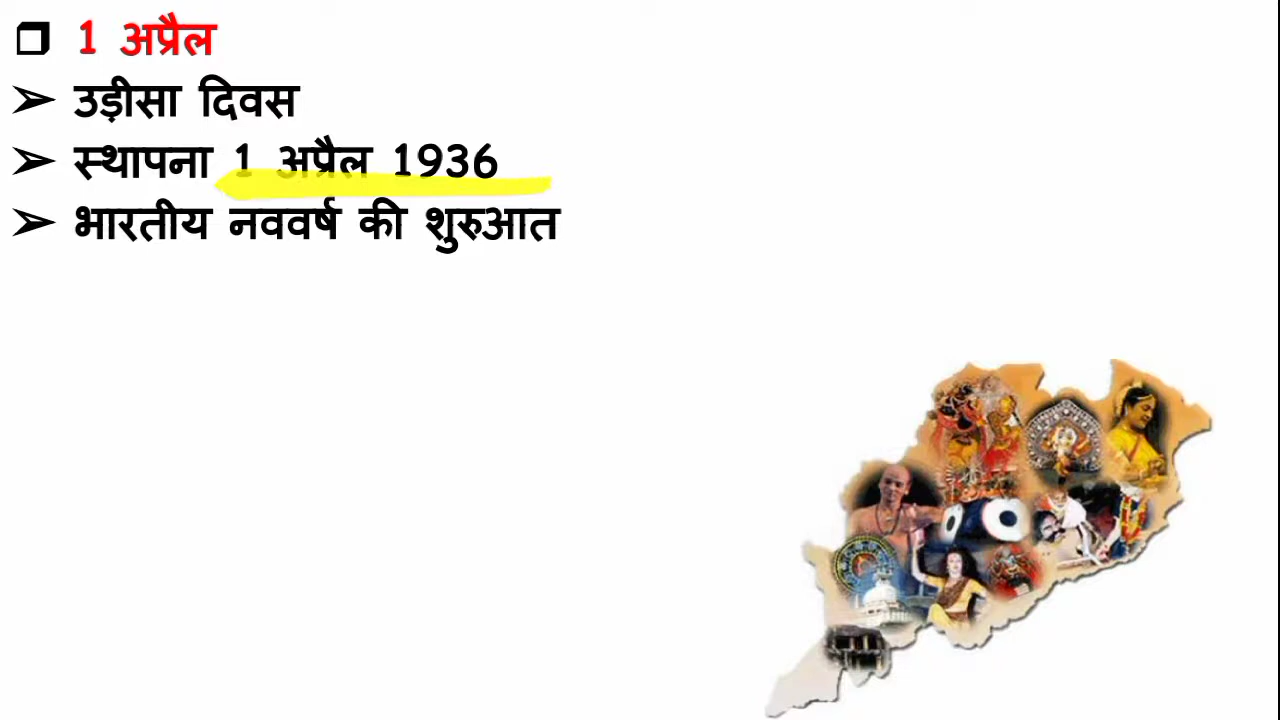 1 अप्रैल
उड़ीसा दिवस
स्थापना 1 अप्रैल 1936
भारतीय नववर्ष की शुरुआत